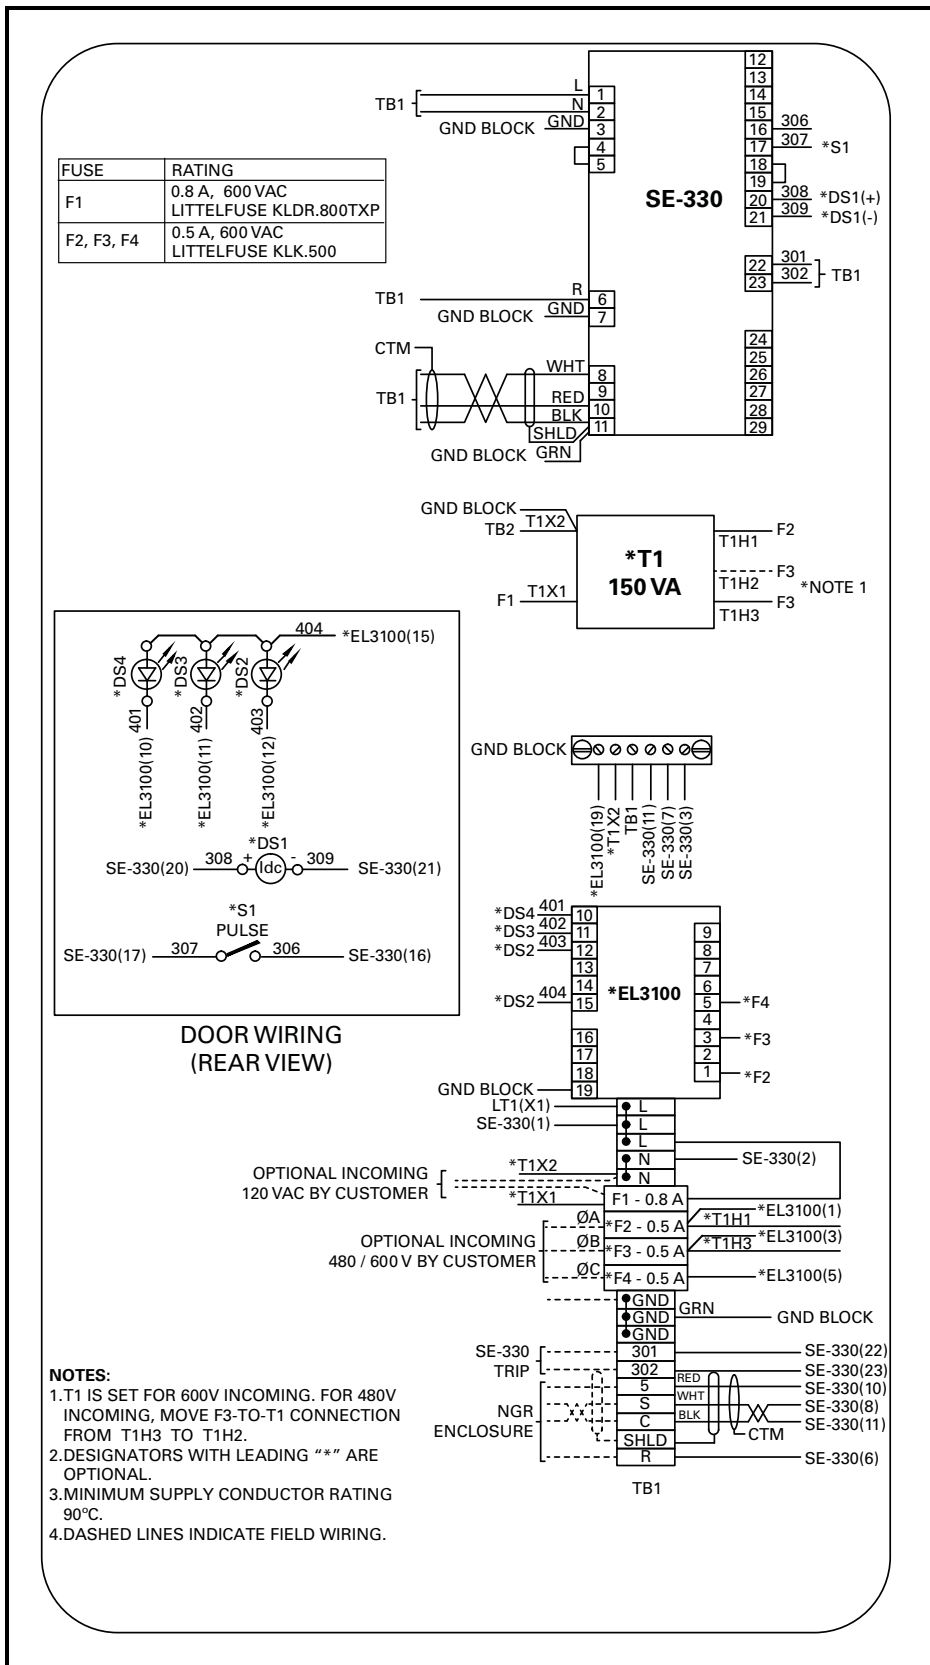 L
TB1
N
GND BLOCK GND
1
2
3
4
5
SE-330
12
13
14
15
16
17
18
19
20
21
306
307
*S1
308
*DS1(+)
309
*DS1(-)
FUSE RATING
F1 0.8 A, 600 VAC
LITTELFUSE KLDR.800TXP
F2, F3, F4 0.5 A, 600 VAC
LITTELFUSE KLK.500
22
23
301
302
TB1
TB1 R
GND BLOCK GND
6
7
24
25
26
27
28
29
CTM
TB1
WHT
RED
BLK
SHLD
GND BLOCK GRN
8
9
10
11
GND BLOCK
TB2 T1X2
F1 T1X1
*T1
150 VA
T1H1 F2
T1H2 F3
*NOTE 1
T1H3 F3
404 *EL3100(15)
*DS4
*DS3
*DS2
401
402
403
*EL3100(10)
*EL3100(11)
*EL3100(12)
*DS1
SE-330(20) 308 + Idc - 309 SE-330(21)
*S1
PULSE
SE-330(17) 307 306 SE-330(16)
DOOR WIRING
(REAR VIEW)
GND BLOCK
*EL3100(19)
*T1X2
TB1
SE-330(11)
SE-330(7)
SE-330(3)
*DS4 401
*DS3 402
*DS2 403
*DS2 404
10
11
12
13
14
15
16
17
18
19
*EL3100
9
8
7
6
5
4
3
2
1
*F4
*F3
*F2
GND BLOCK
LT1(X1) L
SE-330(1) L
L
N SE-330(2)
*T1X2 N
OPTIONAL INCOMING
120 VAC BY CUSTOMER
*T1X1 F1 - 0.8 A
ØA *F2 - 0.5 A *EL3100(1)
*T1H1
OPTIONAL INCOMING
480 / 600 V BY CUSTOMER
ØB *F3 - 0.5 A *EL3100(3)
*T1H3
ØC *F4 - 0.5 A *EL3100(5)
GND
GND GRN GND BLOCK
GND
SE-330
TRIP
301 SE-330(22)
302 SE-330(23)
NGR
ENCLOSURE
5 RED SE-330(10)
S WHT SE-330(8)
C BLK SE-330(11)
SHLD CTM
R SE-330(6)
TB1
NOTES:
1.T1 IS SET FOR 600V INCOMING. FOR 480V
INCOMING, MOVE F3-TO-T1 CONNECTION
FROM T1H3 TO T1H2.
2.DESIGNATORS WITH LEADING “*” ARE
OPTIONAL.
3.MINIMUM SUPPLY CONDUCTOR RATING
90°C.
4.DASHED LINES INDICATE FIELD WIRING.